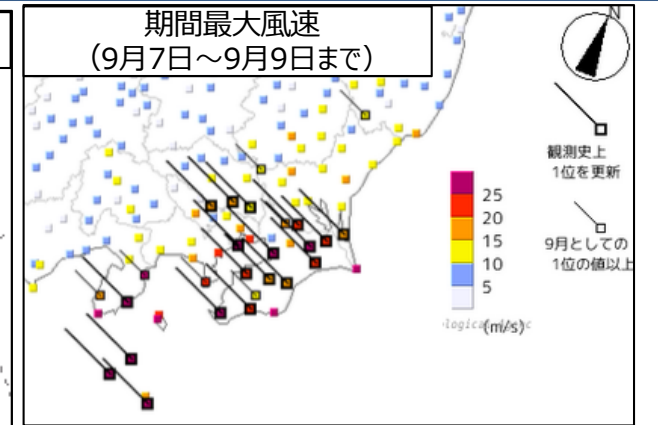 期間最大風速
（9月7日～9月9日まで）
N
観測史上
1位を更新
25
20
15
10
5
(m/s)
9月としての
1位の値以上